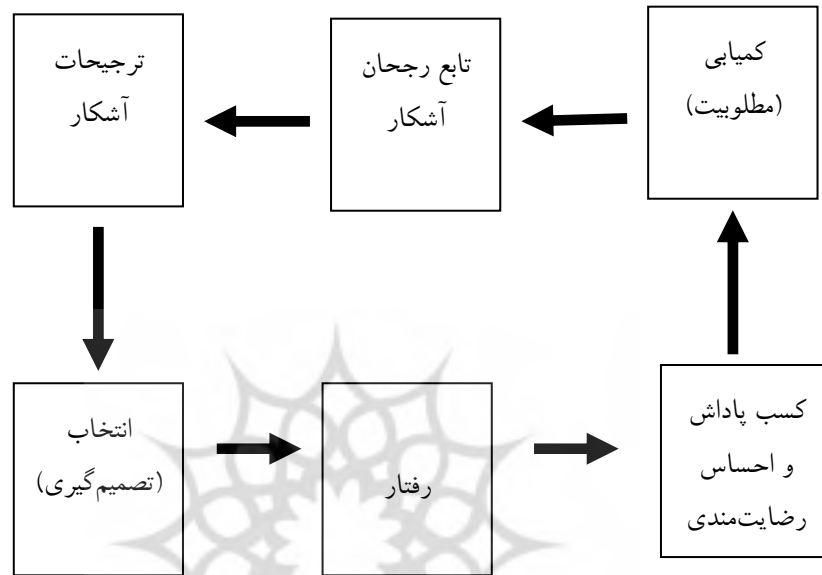 کمیابی
(مطلوبیت)
تابع رجحان
آشکار
ترجیحات
آشکار
انتخاب
(تصمیم‌گیری)
رفتار
کسب پاداش
و احساس
رضایت‌مندی